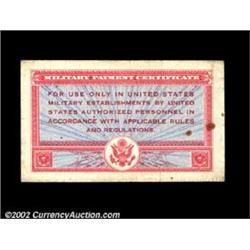 MILITARY PAYMENT CERTIFICATE
FOR USE ONLY IN UNITED STATES
MILITARY ESTABLISHMENTS BY UNITED
STATES AUTHORIZED PERSONNEL IN
ACCORDANCE WITH APPLICABLE RULES
AND REGULATIONS.
©2002 CurrencyAuction.com